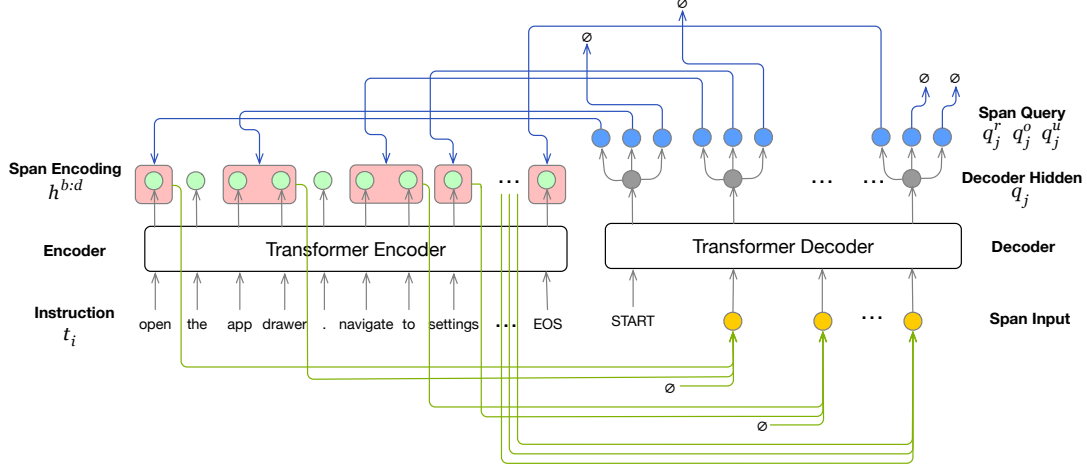 ∅
∅
∅ ∅
Span Query
q_j^r q_j^o q_j^u
Span Encoding
h^{b:d}
...
... ...
Decoder Hidden
q_j
Encoder
Transformer Encoder
Transformer Decoder
Decoder
Instruction
t_i
open the app drawer . navigate to settings ... EOS
START
...
Span Input
∅
∅